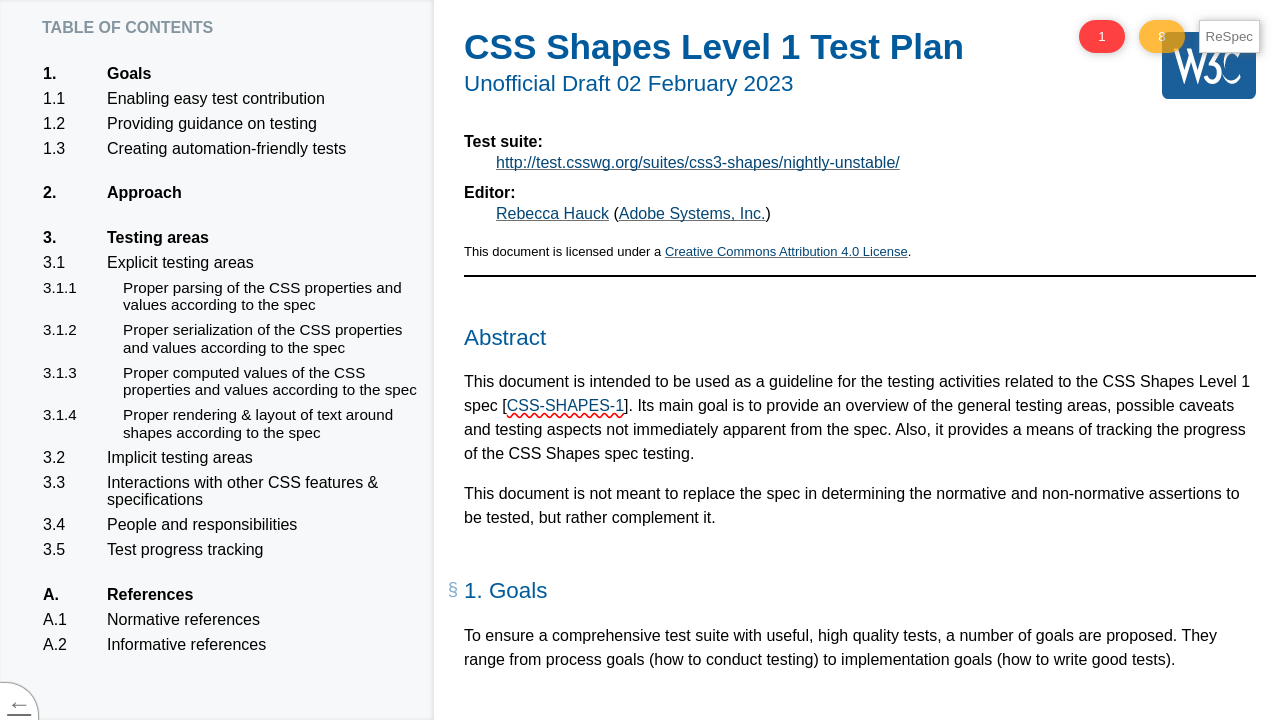 TABLE OF CONTENTS
1. Goals
1.1 Enabling easy test contribution
1.2 Providing guidance on testing
1.3 Creating automation-friendly tests
2. Approach
3. Testing areas
3.1 Explicit testing areas
3.1.1 Proper parsing of the CSS properties and
values according to the spec
3.1.2 Proper serialization of the CSS properties
and values according to the spec
3.1.3 Proper computed values of the CSS
properties and values according to the spec
3.1.4 Proper rendering & layout of text around
shapes according to the spec
3.2 Implicit testing areas
3.3 Interactions with other CSS features &
specifications
3.4 People and responsibilities
3.5 Test progress tracking
A. References
A.1 Normative references
A.2 Informative references
←
1 8 ReSpec
W3C
CSS Shapes Level 1 Test Plan
Unofficial Draft 02 February 2023
Test suite:
http://test.csswg.org/suites/css3-shapes/nightly-unstable/
Editor:
Rebecca Hauck (Adobe Systems, Inc.)
This document is licensed under a Creative Commons Attribution 4.0 License.
Abstract
This document is intended to be used as a guideline for the testing activities related to the CSS Shapes Level 1
spec [CSS-SHAPES-1]. Its main goal is to provide an overview of the general testing areas, possible caveats
and testing aspects not immediately apparent from the spec. Also, it provides a means of tracking the progress
of the CSS Shapes spec testing.
This document is not meant to replace the spec in determining the normative and non-normative assertions to
be tested, but rather complement it.
§ 1. Goals
To ensure a comprehensive test suite with useful, high quality tests, a number of goals are proposed. They
range from process goals (how to conduct testing) to implementation goals (how to write good tests).